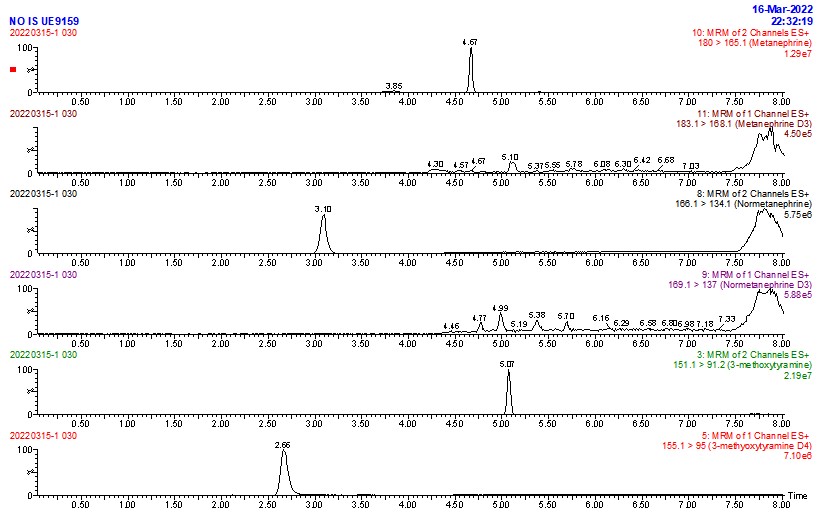 16-Mar-2022
NO IS UE9159 22:32:19
20220315-1 030 10: MRM of 2 Channels ES+
180 > 165.1 (Metanephrine)
1.29e7
100
%
0
3.85 4.67
0.50 1.00 1.50 2.00 2.50 3.00 3.50 4.00 4.50 5.00 5.50 6.00 6.50 7.00 7.50 8.00
20220315-1 030 11: MRM of 1 Channel ES+
183.1 > 168.1 (Metanephrine D3)
4.50e5
100
%
0
4.30 4.57 4.67 5.10 5.37 5.55 5.78 6.08 6.30 6.42 6.68 7.03
0.50 1.00 1.50 2.00 2.50 3.00 3.50 4.00 4.50 5.00 5.50 6.00 6.50 7.00 7.50 8.00
20220315-1 030 8: MRM of 2 Channels ES+
166.1 > 134.1 (Normetanephrine)
5.75e6
100
%
0
3.10
0.50 1.00 1.50 2.00 2.50 3.00 3.50 4.00 4.50 5.00 5.50 6.00 6.50 7.00 7.50 8.00
20220315-1 030 9: MRM of 1 Channel ES+
169.1 > 137 (Normetanephrine D3)
5.88e5
100
%
0
4.46 4.77 4.99 5.19 5.38 5.70 6.16 6.29 6.58 6.80 6.98 7.18 7.33
0.50 1.00 1.50 2.00 2.50 3.00 3.50 4.00 4.50 5.00 5.50 6.00 6.50 7.00 7.50 8.00
20220315-1 030 3: MRM of 2 Channels ES+
151.1 > 91.2 (3-methoxytyramine)
2.19e7
100
%
0
5.07
0.50 1.00 1.50 2.00 2.50 3.00 3.50 4.00 4.50 5.00 5.50 6.00 6.50 7.00 7.50 8.00
20220315-1 030 5: MRM of 1 Channel ES+
155.1 > 95 (3-methyoxytyramine D4)
7.10e6
100
%
0
2.66
Time
0.50 1.00 1.50 2.00 2.50 3.00 3.50 4.00 4.50 5.00 5.50 6.00 6.50 7.00 7.50 8.00